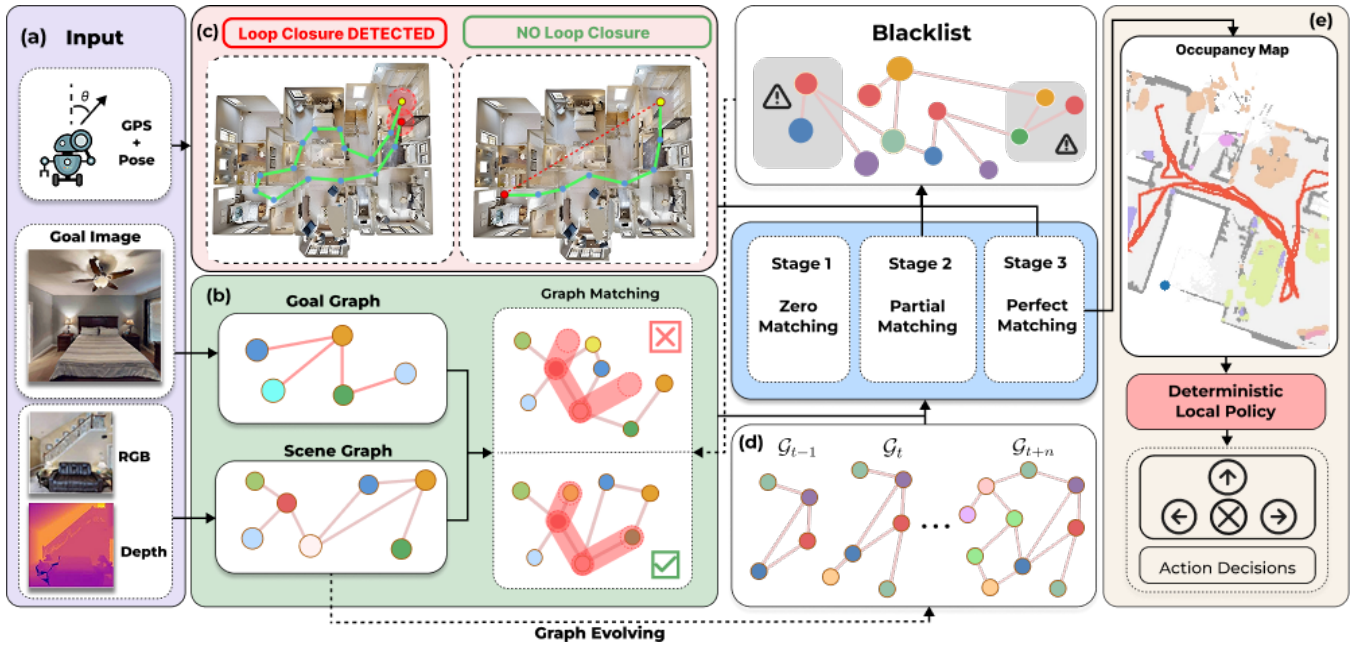 (a) Input
θ
GPS
+
Pose
Goal Image
RGB
Depth
(c)
Loop Closure DETECTED
NO Loop Closure
(b)
Goal Graph
Scene Graph
Graph Matching
Graph Evolving
Blacklist
Stage 1
Zero
Matching
Stage 2
Partial
Matching
Stage 3
Perfect
Matching
(d)
𝒢t−1
𝒢t
𝒢t+n
...
(e)
Occupancy Map
Deterministic
Local Policy
Action Decisions